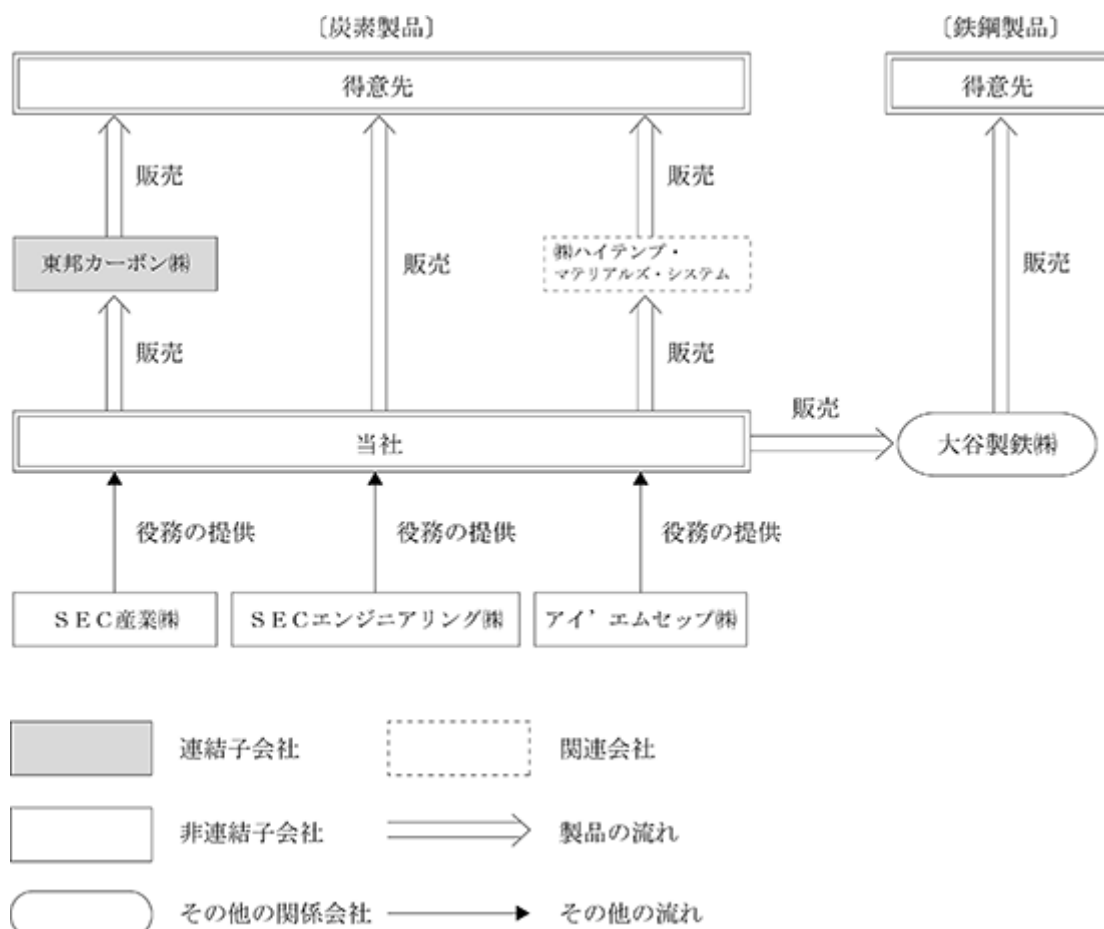 〔炭素製品〕
〔鉄鋼製品〕
得意先
得意先
販売
販売
東邦カーボン㈱
販売
㈱ハイテンプ・
マテリアルズ・システム
販売
販売
販売
販売
当社
大谷製鉄㈱
役務の提供
役務の提供
役務の提供
ＳＥＣ産業㈱
ＳＥＣエンジニアリング㈱
アイ’エムセップ㈱
連結子会社
関連会社
非連結子会社
製品の流れ
その他の関係会社
その他の流れ